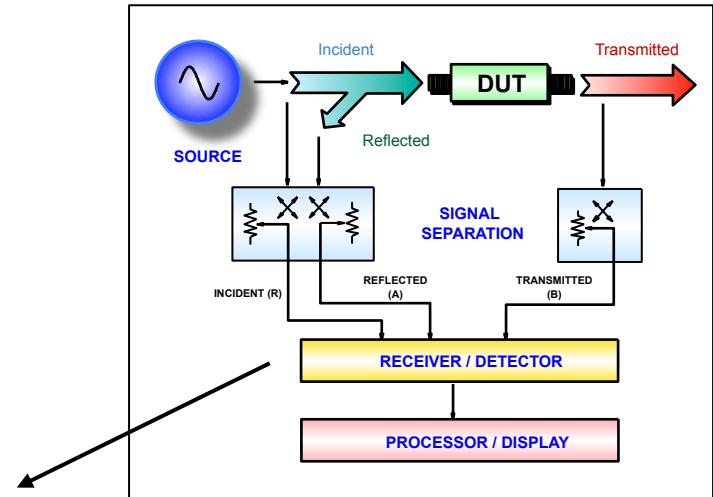 Incident
Transmitted
DUT
Reflected
SOURCE
SIGNAL
SEPARATION
INCIDENT (R)
REFLECTED
(A)
TRANSMITTED
(B)
RECEIVER / DETECTOR
PROCESSOR / DISPLAY